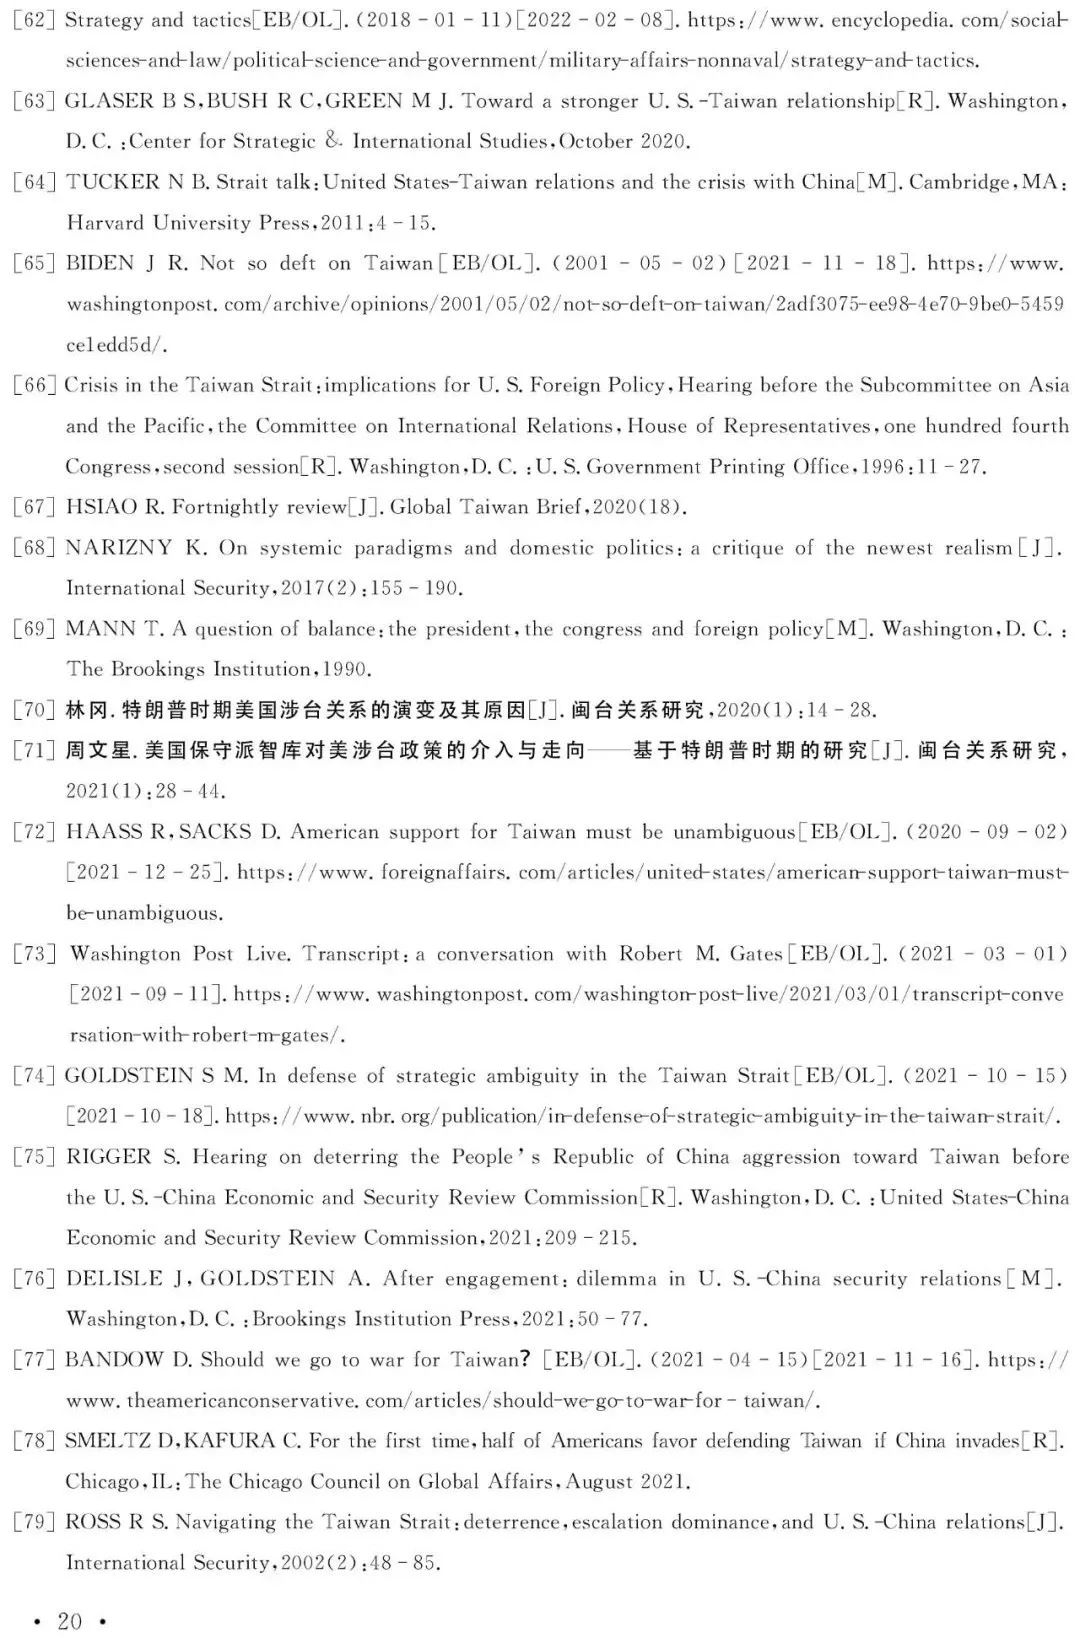 [62] Strategy and tactics[EB/OL]. (2018-01-11)[2022-02-08]. https://www.encyclopedia.com/social-
sciences-and-law/political-science-and-government/military-affairs-nonnaval/strategy-and-tactics.
[63] GLASER B S,BUSH R C,GREEN M J. Toward a stronger U.S.-Taiwan relationship[R]. Washington,
D.C. :Center for Strategic & International Studies,October 2020.
[64] TUCKER N B. Strait talk:United States-Taiwan relations and the crisis with China[M]. Cambridge,MA:
Harvard University Press,2011:4-15.
[65] BIDEN J R. Not so deft on Taiwan[EB/OL]. (2001-05-02)[2021-11-18]. https://www.
washingtonpost.com/archive/opinions/2001/05/02/not-so-deft-on-taiwan/2adf3075-ee98-4e70-9be0-5459
ce1edd5d/.
[66] Crisis in the Taiwan Strait:implications for U.S. Foreign Policy,Hearing before the Subcommittee on Asia
and the Pacific,the Committee on International Relations,House of Representatives,one hundred fourth
Congress,second session[R]. Washington,D.C. :U.S. Government Printing Office,1996:11-27.
[67] HSIAO R. Fortnightly review[J]. Global Taiwan Brief,2020(18).
[68] NARIZNY K. On systemic paradigms and domestic politics: a critique of the newest realism[J].
International Security,2017(2):155-190.
[69] MANN T. A question of balance:the president,the congress and foreign policy[M]. Washington,D.C. :
The Brookings Institution,1990.
[70] 林冈. 特朗普时期美国涉台关系的演变及其原因[J]. 闽台关系研究,2020(1):14-28.
[71] 周文星. 美国保守派智库对美涉台政策的介入与走向——基于特朗普时期的研究[J]. 闽台关系研究,
2021(1):28-44.
[72] HAASS R,SACKS D. American support for Taiwan must be unambiguous[EB/OL]. (2020-09-02)
[2021-12-25]. https://www.foreignaffairs.com/articles/united-states/american-support-taiwan-must-
be-unambiguous.
[73] Washington Post Live. Transcript: a conversation with Robert M. Gates[EB/OL]. (2021-03-01)
[2021-09-11]. https://www.washingtonpost.com/washington-post-live/2021/03/01/transcript-conve
rsation-with-robert-m-gates/.
[74] GOLDSTEIN S M. In defense of strategic ambiguity in the Taiwan Strait[EB/OL]. (2021-10-15)
[2021-10-18]. https://www.nbr.org/publication/in-defense-of-strategic-ambiguity-in-the-taiwan-strait/.
[75] RIGGER S. Hearing on deterring the People's Republic of China aggression toward Taiwan before
the U.S.-China Economic and Security Review Commission[R]. Washington,D.C. :United States-China
Economic and Security Review Commission,2021:209-215.
[76] DELISLE J,GOLDSTEIN A. After engagement: dilemma in U.S.-China security relations[M].
Washington,D.C. :Brookings Institution Press,2021:50-77.
[77] BANDOW D. Should we go to war for Taiwan? [EB/OL]. (2021-04-15)[2021-11-16]. https://
www.theamericanconservative.com/articles/should-we-go-to-war-for-taiwan/.
[78] SMELTZ D,KAFURA C. For the first time,half of Americans favor defending Taiwan if China invades[R].
Chicago,IL:The Chicago Council on Global Affairs,August 2021.
[79] ROSS R S. Navigating the Taiwan Strait:deterrence,escalation dominance,and U.S.-China relations[J].
International Security,2002(2):48-85.
• 20 •